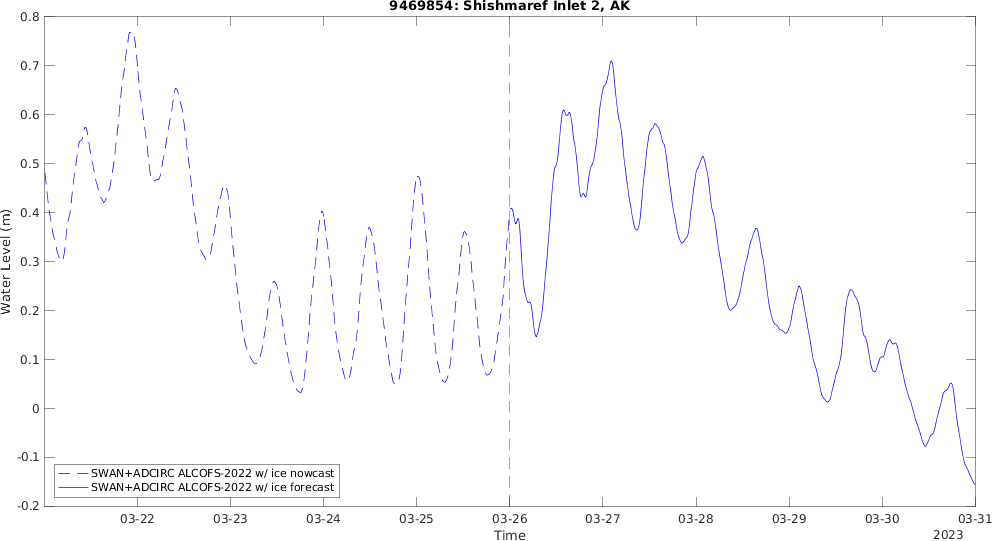 9469854: Shishmaref Inlet 2, AK
0.8
0.7
0.6
0.5
0.4
0.3
0.2
0.1
0
-0.1
-0.2
Water Level (m)
SWAN+ADCIRC ALCOFS-2022 w/ ice nowcast
SWAN+ADCIRC ALCOFS-2022 w/ ice forecast
03-22 03-23 03-24 03-25 03-26 03-27 03-28 03-29 03-30 03-31
Time
2023